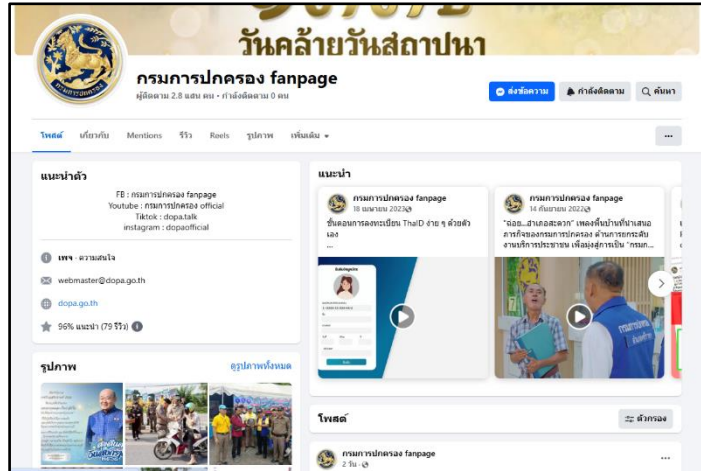 วันคล้ายวันสถาปนา
กรมการปกครอง fanpage
ผู้ติดตาม 2.8 แสน คน • กำลังติดตาม 0 คน
ส่งข้อความ
กำลังติดตาม
ค้นหา
โพสต์ เกี่ยวกับ Mentions รีวิว Reels รูปภาพ เพิ่มเติม
แนะนำตัว
FB : กรมการปกครอง fanpage
Youtube : กรมการปกครอง official
Tiktok : dopa.talk
instagram : dopaofficial
เพจ · ความสนใจ
webmaster@dopa.go.th
dopa.go.th
96% แนะนำ (79 รีวิว)
รูปภาพ
ดูรูปภาพทั้งหมด
แนะนำ
กรมการปกครอง fanpage
18 เมษายน 2023
ขั้นตอนการลงทะเบียน ThaID ง่าย ๆ ด้วยตัว
เอง
...
กรมการปกครอง fanpage
14 กันยายน 2022
"ถ่อย...อำเภอสะดวก" เพลงพื้นบ้านที่นำเสนอ
ภารกิจของกรมการปกครอง ด้านการยกระดับ
งานบริการประชาชน เพื่อมุ่งสู่การเป็น "กรมก...
กรมการปกครอง
โพสต์
ตัวกรอง
กรมการปกครอง fanpage
2 วัน